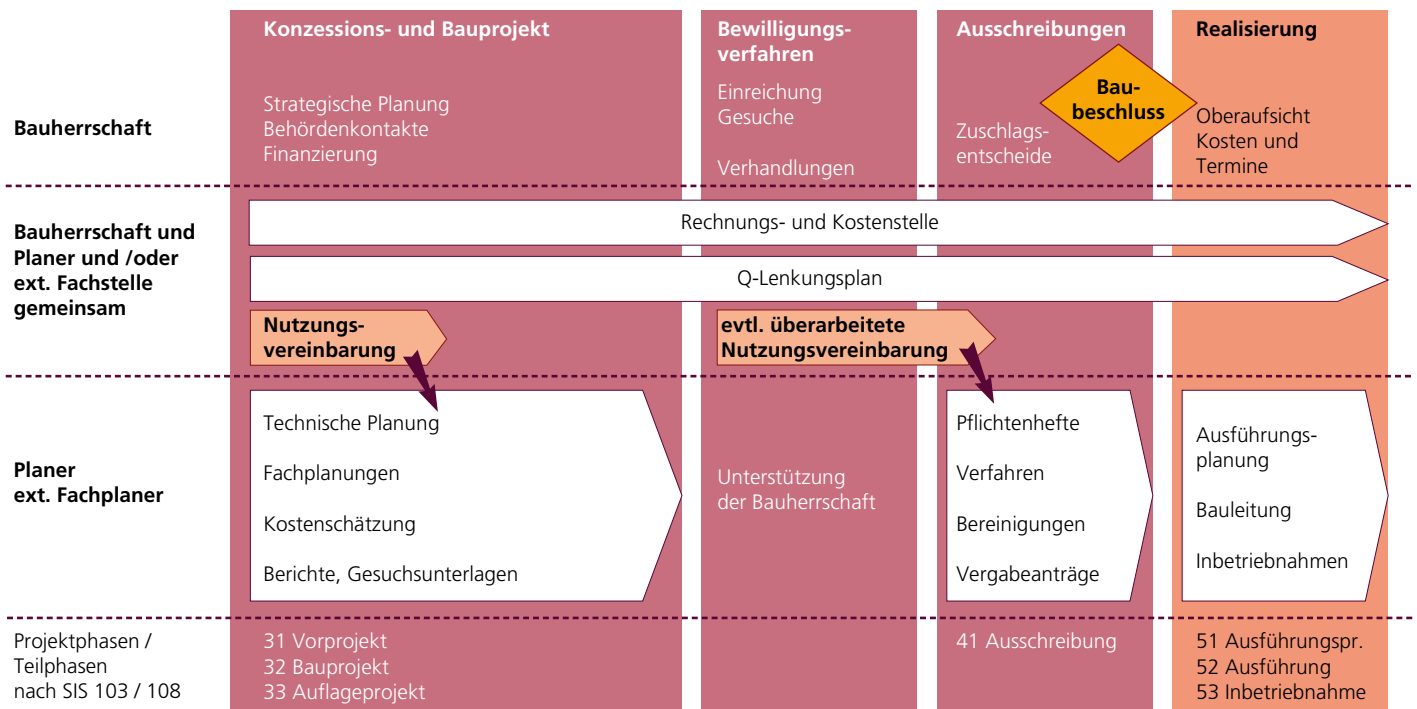 Konzessions- und Bauprojekt
Bewilligungs-
verfahren
Ausschreibungen
Realisierung
Bauherrschaft
Strategische Planung
Behördenkontakte
Finanzierung
Einreichung
Gesuche
Verhandlungen
Zuschlags-
entscheide
Bau-
beschluss
Oberaufsicht
Kosten und
Termine
Bauherrschaft und
Planer und /oder
ext. Fachstelle
gemeinsam
Rechnungs- und Kostenstelle
Q-Lenkungsplan
Nutzungs-
vereinbarung
evtl. überarbeitete
Nutzungsvereinbarung
Planer
ext. Fachplaner
Technische Planung
Fachplanungen
Kostenschätzung
Berichte, Gesuchsunterlagen
Unterstützung
der Bauherrschaft
Pflichtenhefte
Verfahren
Bereinigungen
Vergabeanträge
Ausführungs-
planung
Bauleitung
Inbetriebnahmen
Projektphasen /
Teilphasen
nach SIS 103 / 108
31 Vorprojekt
32 Bauprojekt
33 Auflageprojekt
41 Ausschreibung
51 Ausführungspr.
52 Ausführung
53 Inbetriebnahme